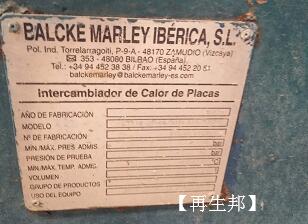 BALCKE MARLEY IBÉRICA, S.L.
Pol. Ind. Torrelarragoiti, P-9-A - 48170 ZAMUDIO (Vizcaya)
353 - 48080 BILBAO (España)
Tel.: +34 94 452 38 38 / Fax: +34 94 452 20 61
balckemarley@balckemarley-es.com
Intercambiador de Calor de Placas
AÑO DE FABRICACIÓN
MODELO
Nº DE FABRICACIÓN
MIN./MAX. PRES. ADMIS. bar
PRESIÓN DE PRUEBA bar
MIN./MAX. TEMP. ADMIS.
VOLUMEN
GRUPO DE PRODUCTOS
USO DEL EQUIPO
【再生邦】